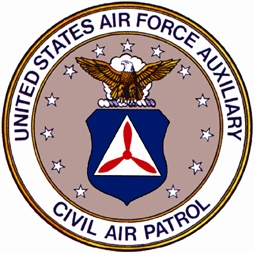 UNITED STATES AIR FORCE AUXILIARY
CIVIL AIR PATROL